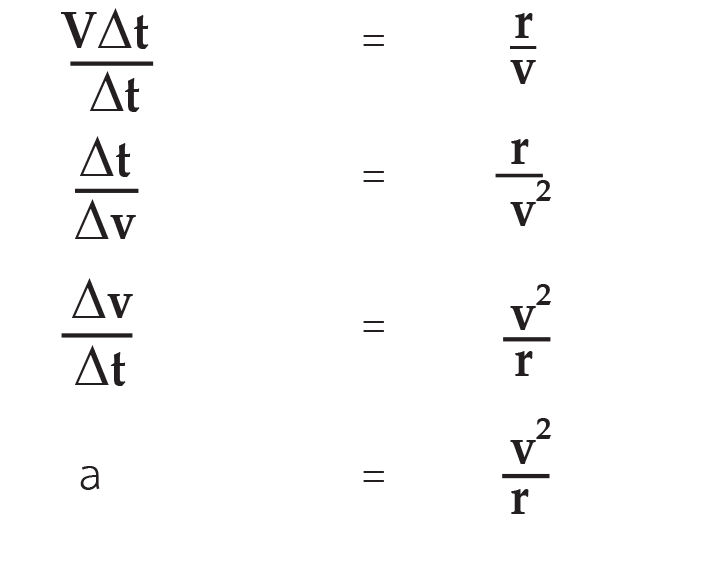 VΔt/Δt = r/v
Δt/Δv = r/v²
Δv/Δt = v²/r
a = v²/r